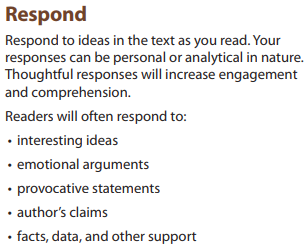 Respond
Respond to ideas in the text as you read. Your
responses can be personal or analytical in nature.
Thoughtful responses will increase engagement
and comprehension.
Readers will often respond to:
• interesting ideas
• emotional arguments
• provocative statements
• author’s claims
• facts, data, and other support